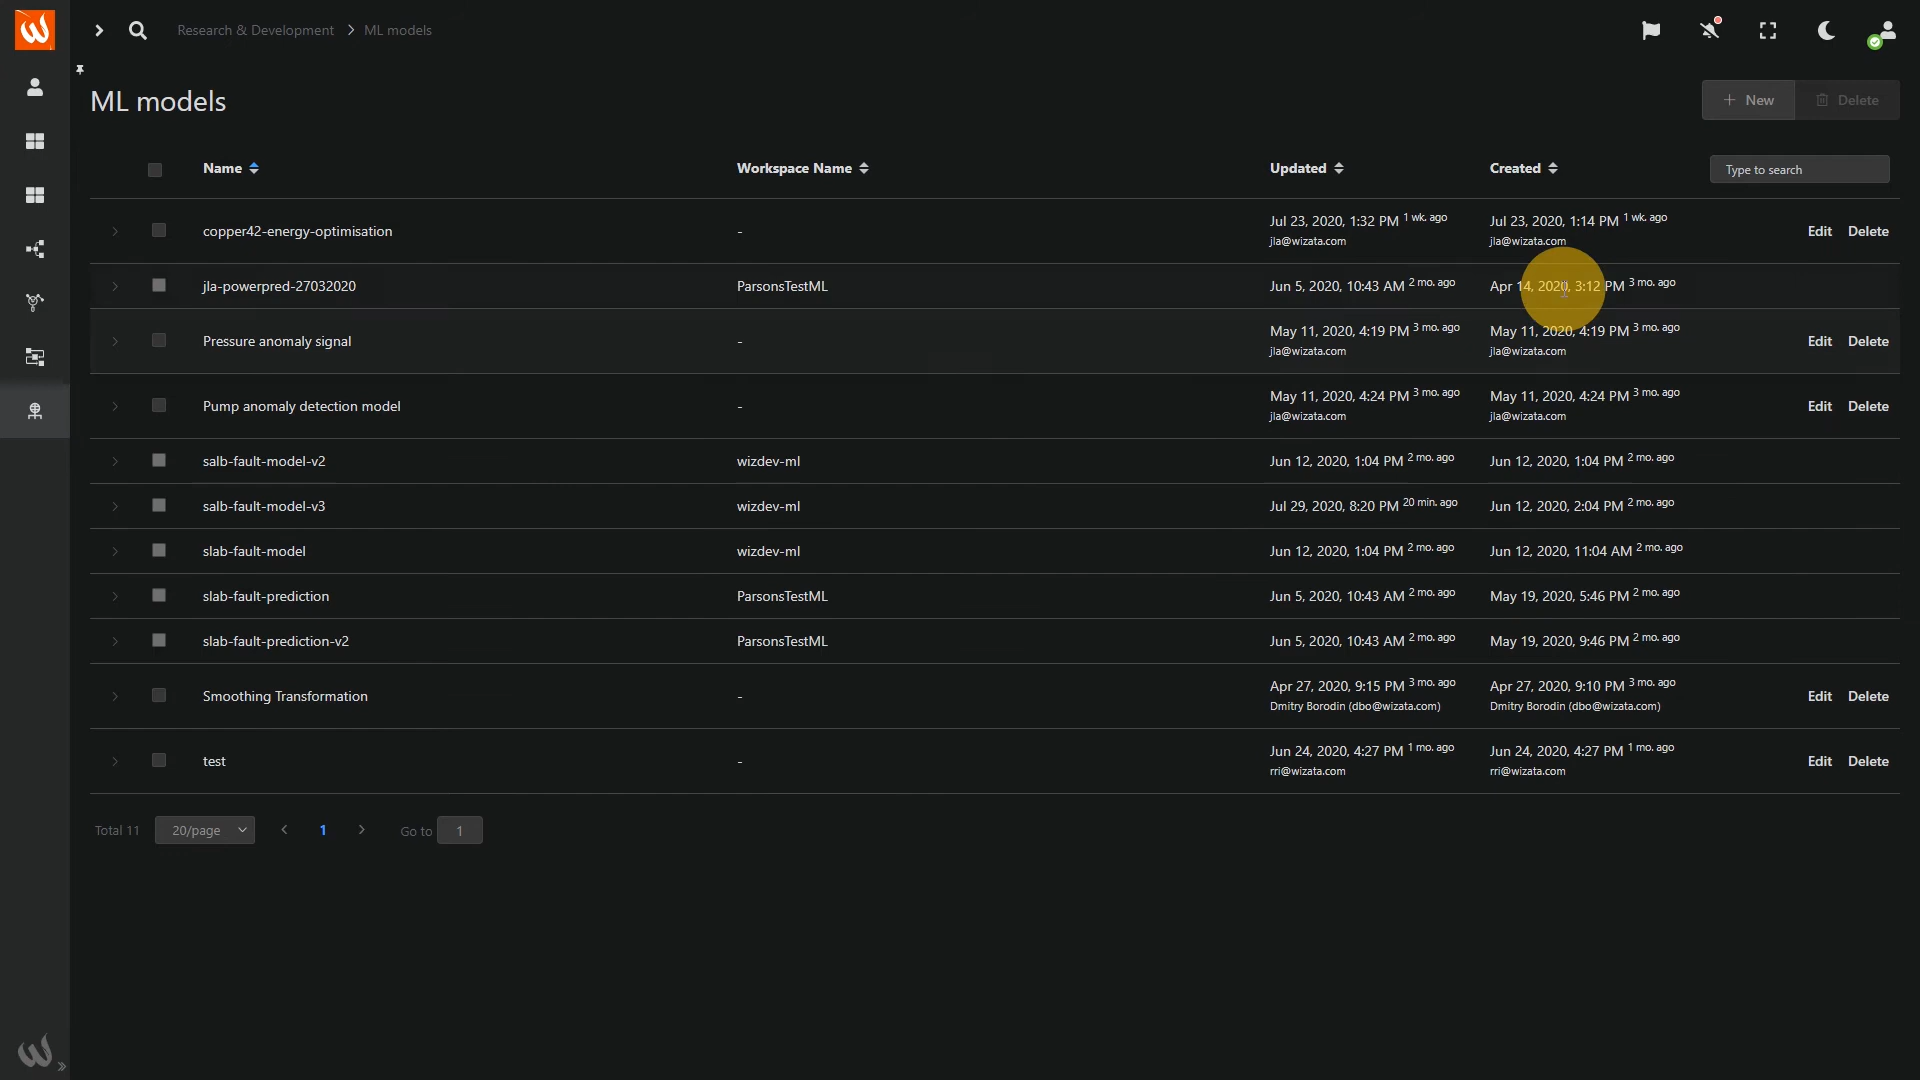 Research & Development > ML models
ML models
+ New Delete
Name Workspace Name Updated Created Type to search
copper42-energy-optimisation - Jul 23, 2020, 1:32 PM 1 wk. ago Jul 23, 2020, 1:14 PM 1 wk. ago Edit Delete
jla@wizata.com jla@wizata.com
jla-powerpred-27032020 ParsonsTestML Jun 5, 2020, 10:43 AM 2 mo. ago Apr 14, 2020, 3:12 PM 3 mo. ago
Pressure anomaly signal - May 11, 2020, 4:19 PM 3 mo. ago May 11, 2020, 4:19 PM 3 mo. ago Edit Delete
jla@wizata.com jla@wizata.com
Pump anomaly detection model - May 11, 2020, 4:24 PM 3 mo. ago May 11, 2020, 4:24 PM 3 mo. ago Edit Delete
jla@wizata.com jla@wizata.com
salb-fault-model-v2 wizdev-ml Jun 12, 2020, 1:04 PM 2 mo. ago Jun 12, 2020, 1:04 PM 2 mo. ago
salb-fault-model-v3 wizdev-ml Jul 29, 2020, 8:20 PM 20 min. ago Jun 12, 2020, 2:04 PM 2 mo. ago
slab-fault-model wizdev-ml Jun 12, 2020, 1:04 PM 2 mo. ago Jun 12, 2020, 11:04 AM 2 mo. ago
slab-fault-prediction ParsonsTestML Jun 5, 2020, 10:43 AM 2 mo. ago May 19, 2020, 5:46 PM 2 mo. ago
slab-fault-prediction-v2 ParsonsTestML Jun 5, 2020, 10:43 AM 2 mo. ago May 19, 2020, 9:46 PM 2 mo. ago
Smoothing Transformation - Apr 27, 2020, 9:15 PM 3 mo. ago Apr 27, 2020, 9:10 PM 3 mo. ago Edit Delete
Dmitry Borodin (dbo@wizata.com) Dmitry Borodin (dbo@wizata.com)
test - Jun 24, 2020, 4:27 PM 1 mo. ago Jun 24, 2020, 4:27 PM 1 mo. ago Edit Delete
rri@wizata.com rri@wizata.com
Total 11 20/page 1 Go to 1